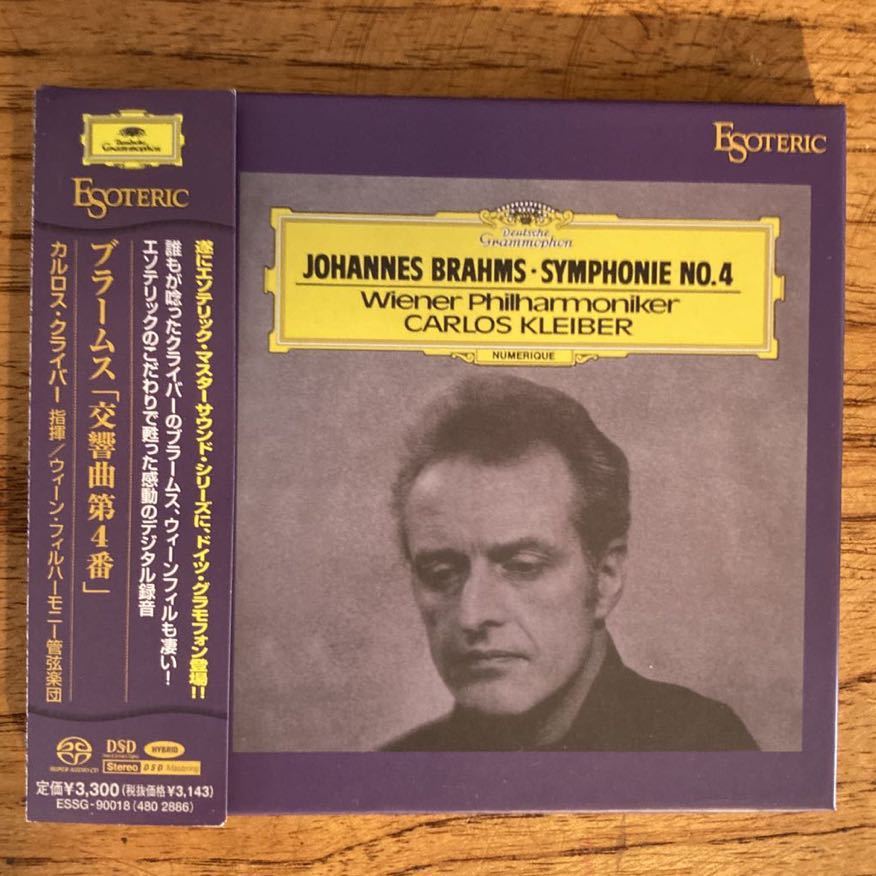 Deutsche
Grammophon
ESOTERIC
遂にエソテリック・マスターサウンド・シリーズに、ドイツ・グラモフォン登場!!
誰もが唸ったクライバーのブラームス、ウィーンフィルも凄い!
エソテリックのこだわりで甦った感動のデジタル録音
ブラームス「交響曲第4番」
カルロス・クライバー 指揮/ウィーン・フィルハーモニー管弦楽団
SUPER AUDIO CD
DSD
HYBRID
Stereo DSD Mastering
定価¥3,300(税抜価格¥3,143)
ESSG-90018 (480 2886)
ESOTERIC
Deutsche
Grammophon
JOHANNES BRAHMS·SYMPHONIE NO.4
Wiener Philharmoniker
CARLOS KLEIBER
NUMERIQUE